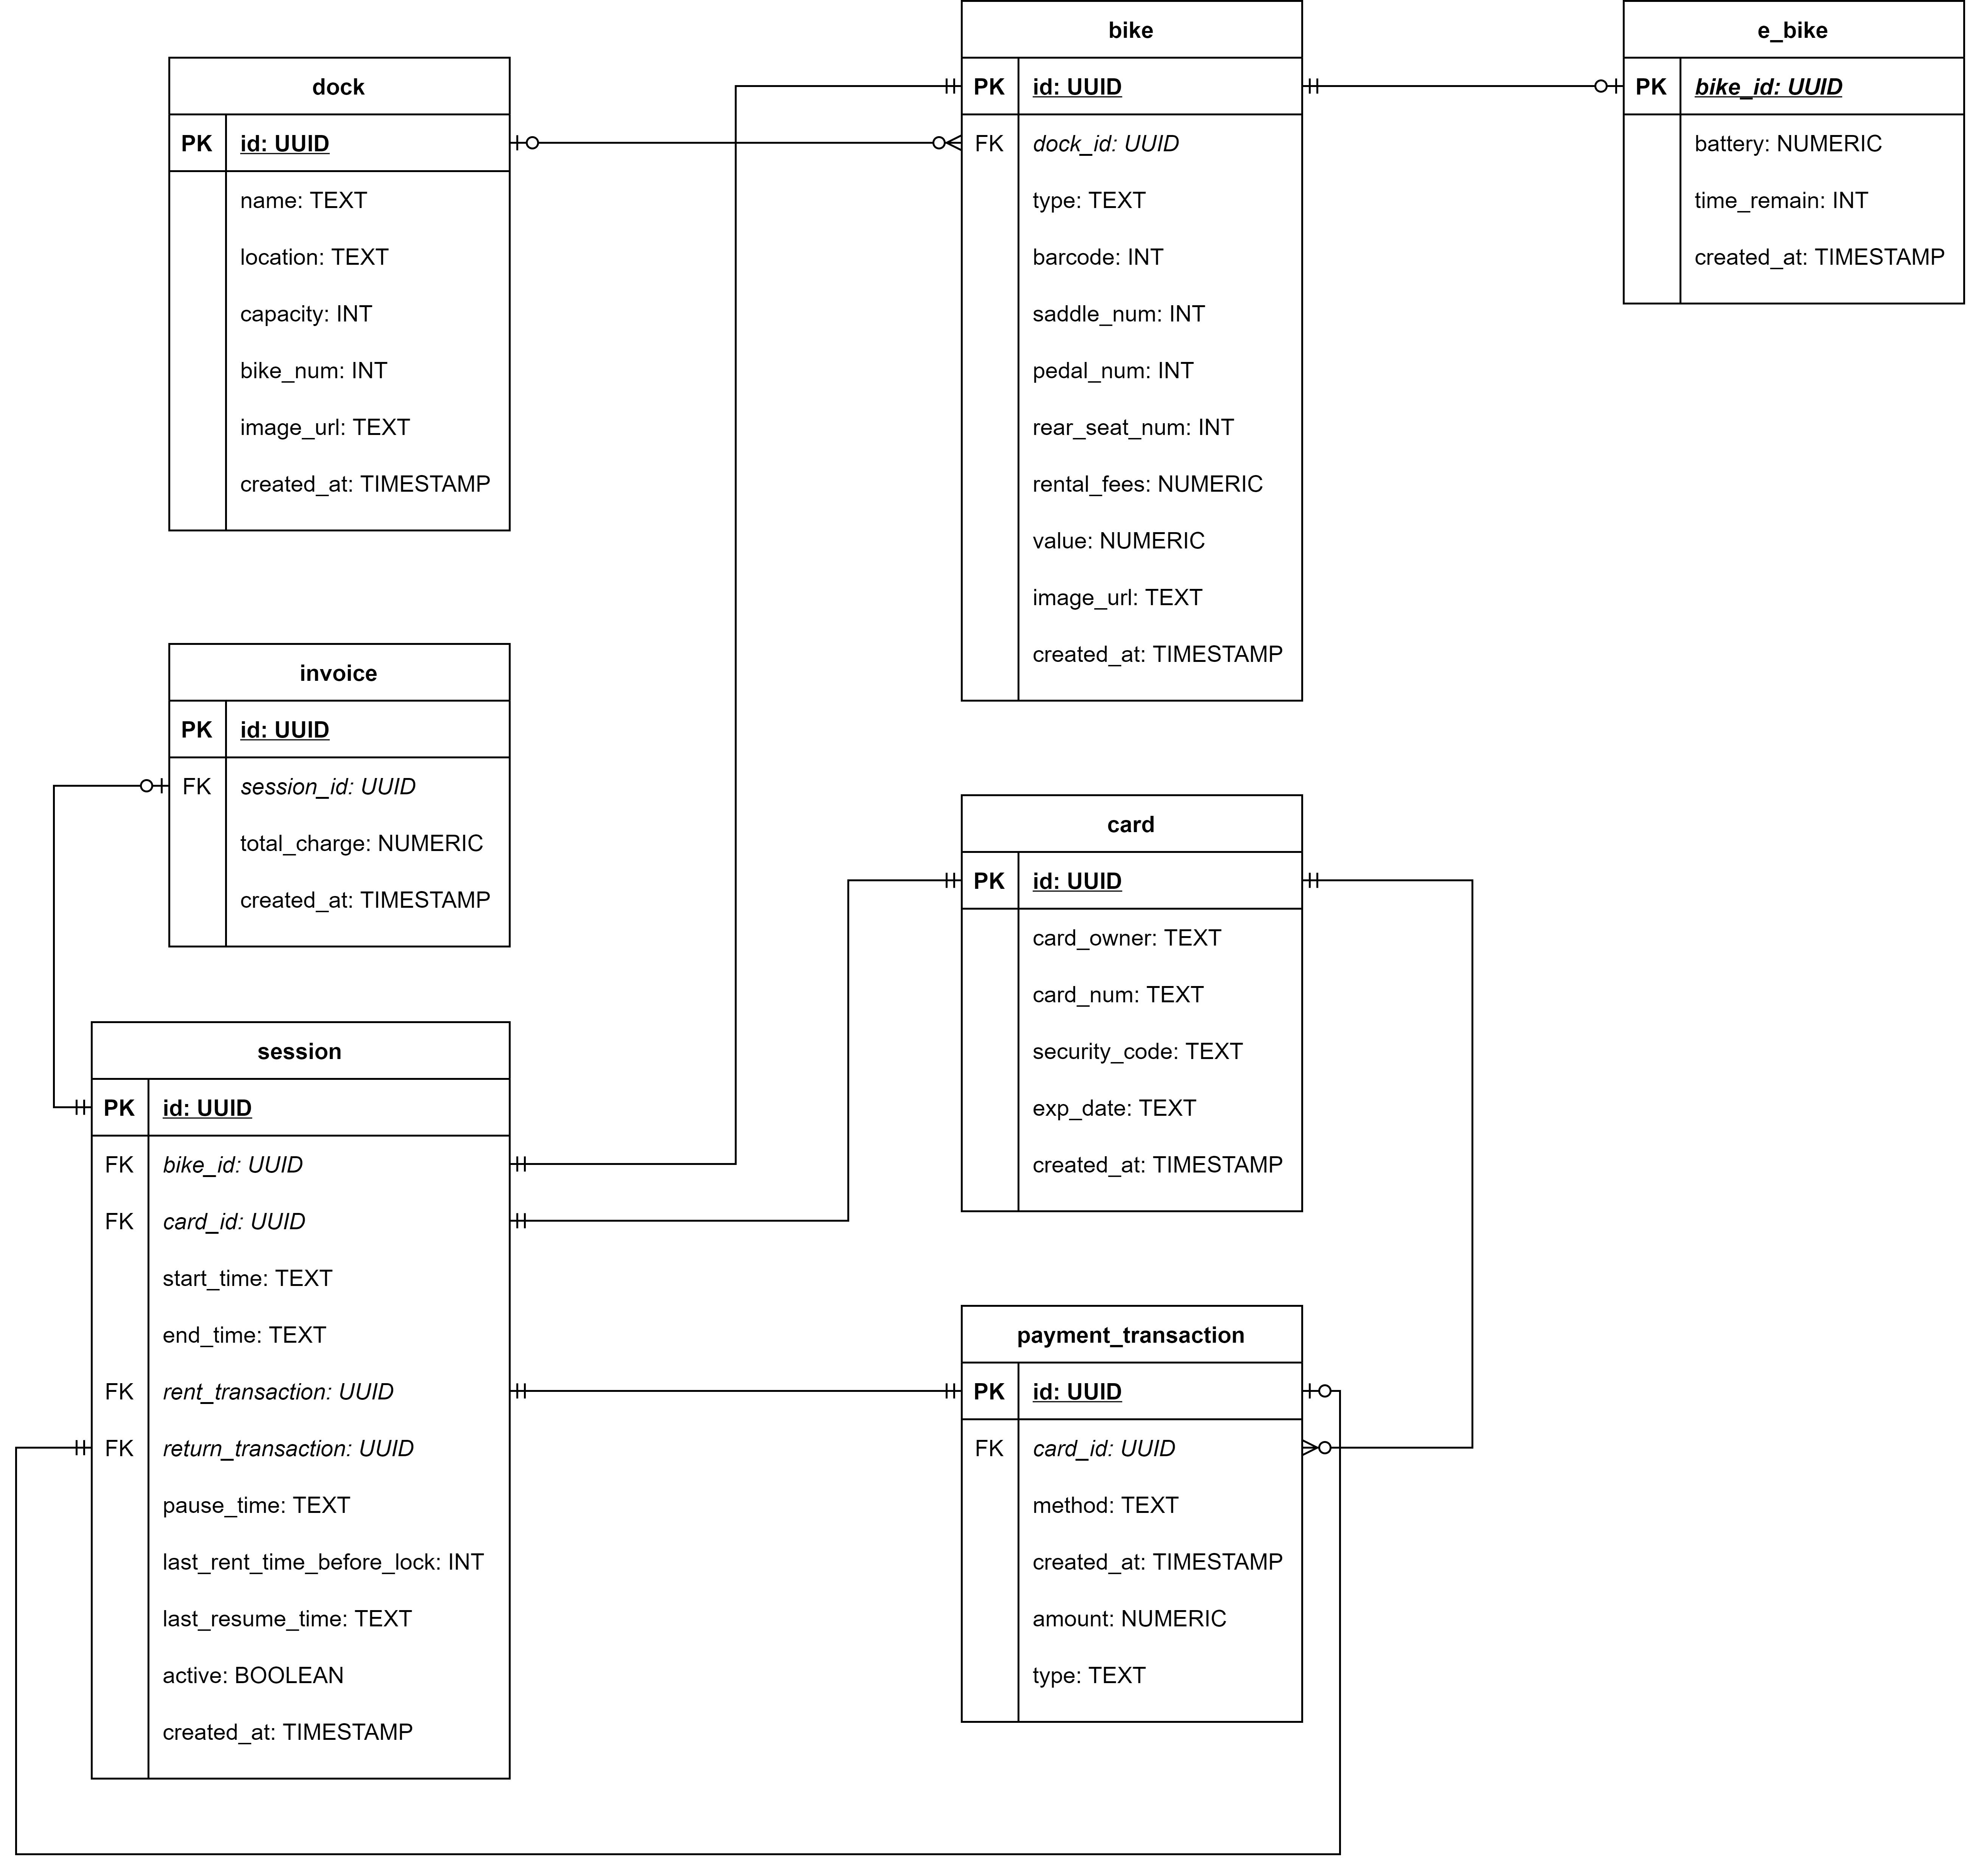 dock
PK id: UUID
name: TEXT
location: TEXT
capacity: INT
bike_num: INT
image_url: TEXT
created_at: TIMESTAMP
bike
PK id: UUID
FK dock_id: UUID
type: TEXT
barcode: INT
saddle_num: INT
pedal_num: INT
rear_seat_num: INT
rental_fees: NUMERIC
value: NUMERIC
image_url: TEXT
created_at: TIMESTAMP
e_bike
PK bike_id: UUID
battery: NUMERIC
time_remain: INT
created_at: TIMESTAMP
invoice
PK id: UUID
FK session_id: UUID
total_charge: NUMERIC
created_at: TIMESTAMP
card
PK id: UUID
card_owner: TEXT
card_num: TEXT
security_code: TEXT
exp_date: TEXT
created_at: TIMESTAMP
session
PK id: UUID
FK bike_id: UUID
FK card_id: UUID
start_time: TEXT
end_time: TEXT
FK rent_transaction: UUID
FK return_transaction: UUID
pause_time: TEXT
last_rent_time_before_lock: INT
last_resume_time: TEXT
active: BOOLEAN
created_at: TIMESTAMP
payment_transaction
PK id: UUID
FK card_id: UUID
method: TEXT
created_at: TIMESTAMP
amount: NUMERIC
type: TEXT